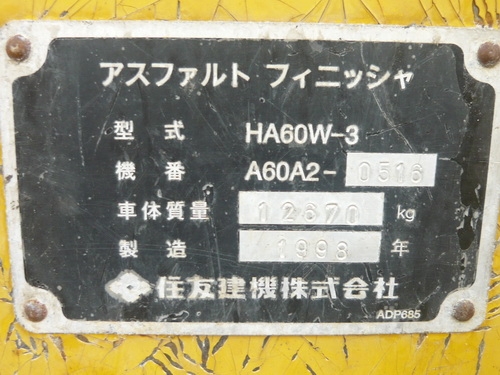 アスファルト フィニッシャ
型式 HA60W-3
機番 A60A2-0516
車体質量 12670 kg
製造 1998 年
住友建機株式会社
ADP685